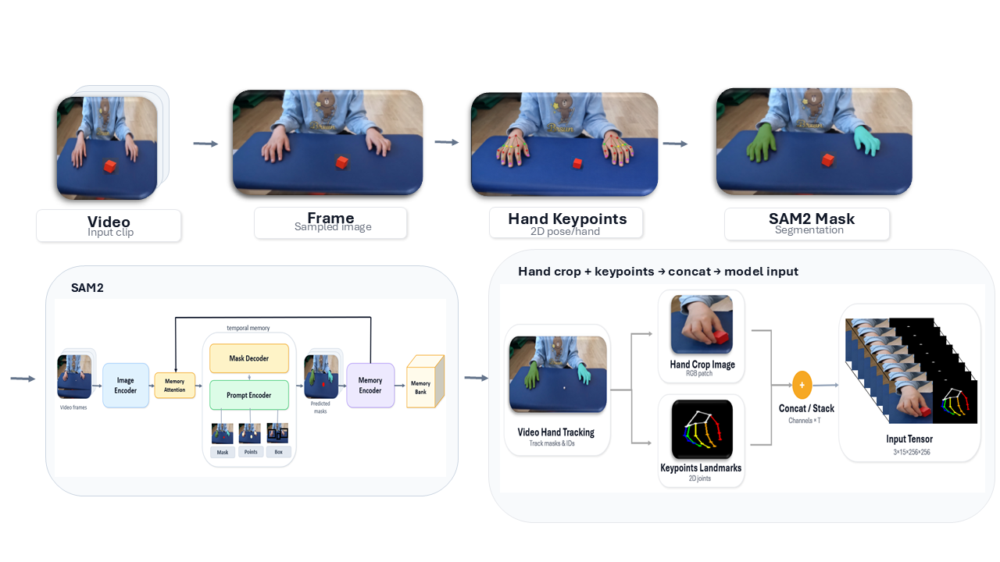 Video
Input clip
Frame
Sampled image
Hand Keypoints
2D pose/hand
SAM2 Mask
Segmentation
SAM2
temporal memory
Video frames
Image
Encoder
Memory
Attention
Mask Decoder
Prompt Encoder
Mask
Points
Box
Predicted
masks
Memory
Encoder
Memory
Bank
Hand crop + keypoints → concat → model input
Video Hand Tracking
Track masks & IDs
Hand Crop Image
RGB patch
Keypoints Landmarks
2D joints
+
Concat / Stack
Channels × T
Input Tensor
3×15×256×256